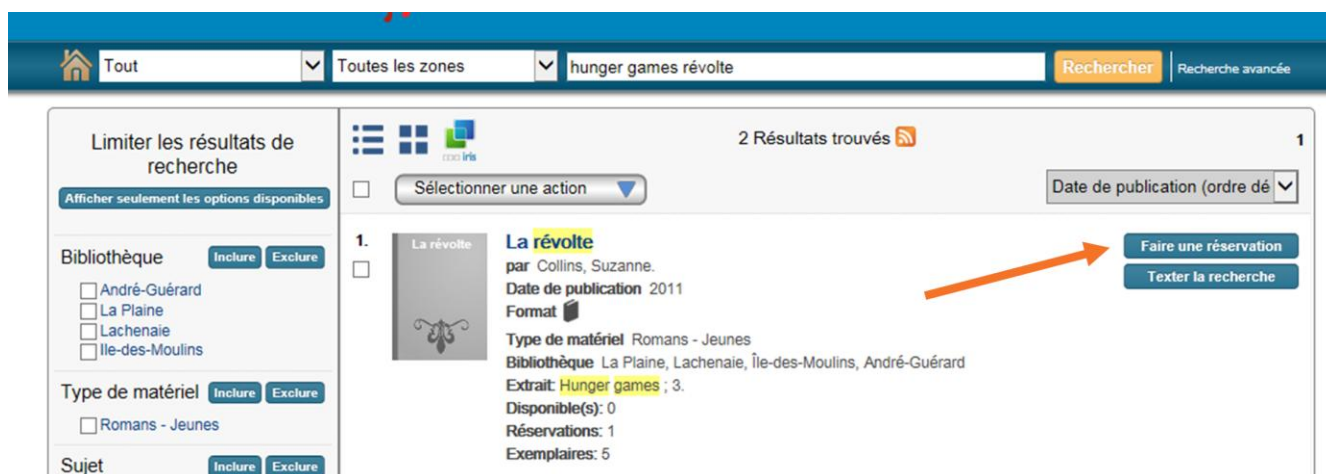 Tout
Toutes les zones
hunger games révolte
Rechercher
Recherche avancée
Limiter les résultats de
recherche
Afficher seulement les options disponibles
Bibliothèque Inclure Exclure
André-Guérard
La Plaine
Lachenaie
Ile-des-Moulins
Type de matériel Inclure Exclure
Romans - Jeunes
Sujet Inclure Exclure
coo iris
2 Résultats trouvés
1
Sélectionner une action
Date de publication (ordre dé
1.
La révolte
La révolte
par Collins, Suzanne.
Date de publication 2011
Format
Type de matériel Romans - Jeunes
Bibliothèque La Plaine, Lachenaie, Île-des-Moulins, André-Guérard
Extrait: Hunger games ; 3.
Disponible(s): 0
Réservations: 1
Exemplaires: 5
Faire une réservation
Texter la recherche